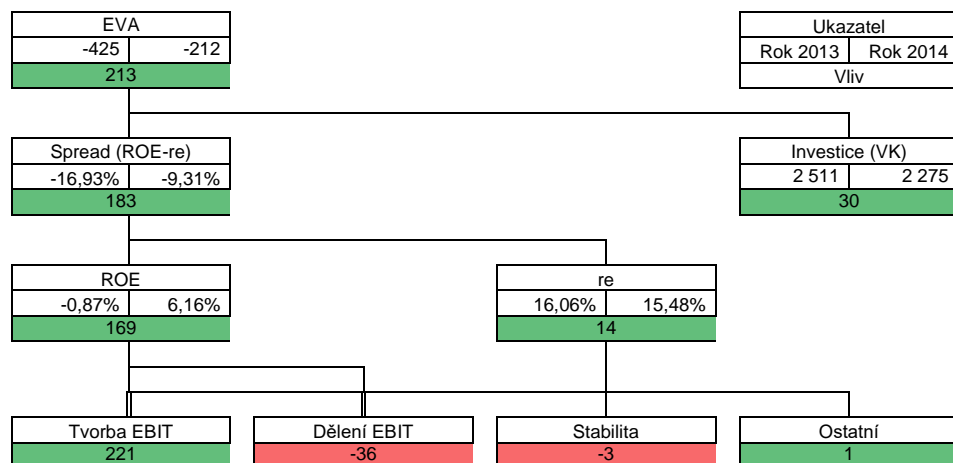 EVA
-425 -212
213
Ukazatel
Rok 2013 Rok 2014
Vliv
Spread (ROE-re)
-16,93% -9,31%
183
Investice (VK)
2 511 2 275
30
ROE
-0,87% 6,16%
169
re
16,06% 15,48%
14
Tvorba EBIT
221
Dělení EBIT
-36
Stabilita
-3
Ostatní
1